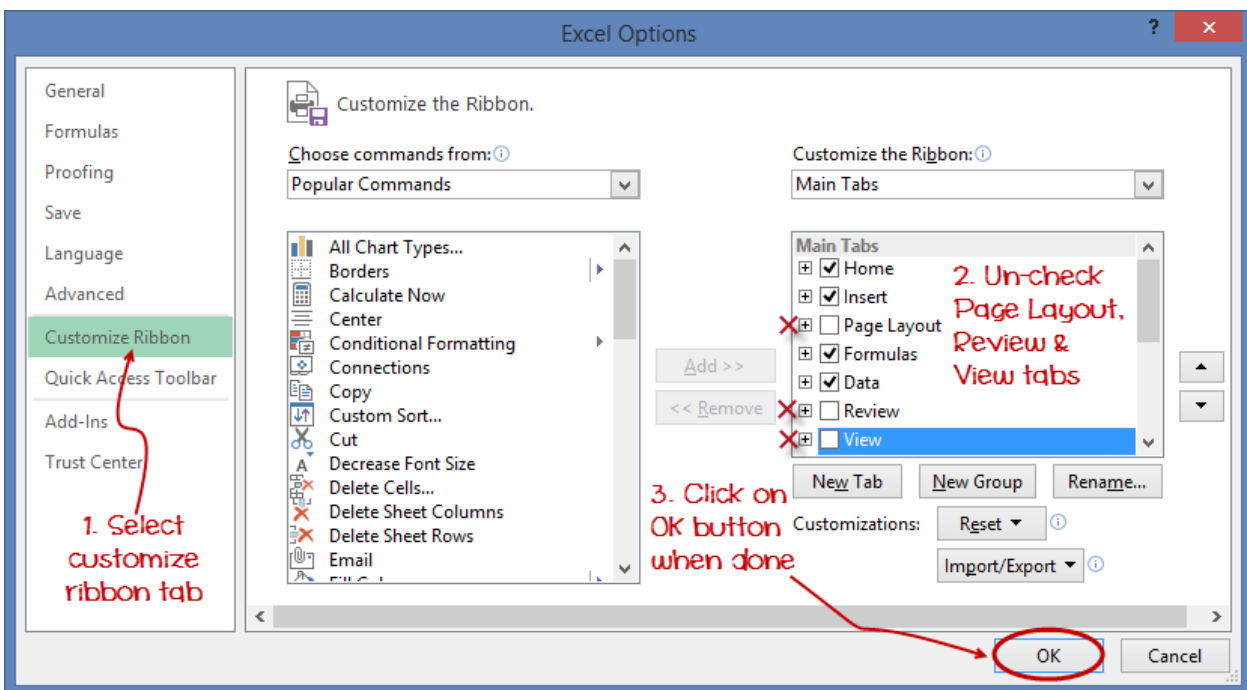 Excel Options
?
General
Formulas
Proofing
Save
Language
Advanced
Customize Ribbon
Quick Access Toolbar
Add-Ins
Trust Center
1. Select
customize
ribbon tab
Customize the Ribbon.
Choose commands from:
Popular Commands
All Chart Types...
Borders
Calculate Now
Center
Conditional Formatting
Connections
Copy
Custom Sort...
Cut
Decrease Font Size
Delete Cells...
Delete Sheet Columns
Delete Sheet Rows
Email
Add >>
<< Remove
Customize the Ribbon:
Main Tabs
Main Tabs
Home
Insert
Page Layout
Formulas
Data
Review
View
2. Un-check
Page Layout,
Review &
View tabs
New Tab
New Group
Rename...
Customizations:
Reset
Import/Export
3. Click on
OK button
when done
OK
Cancel